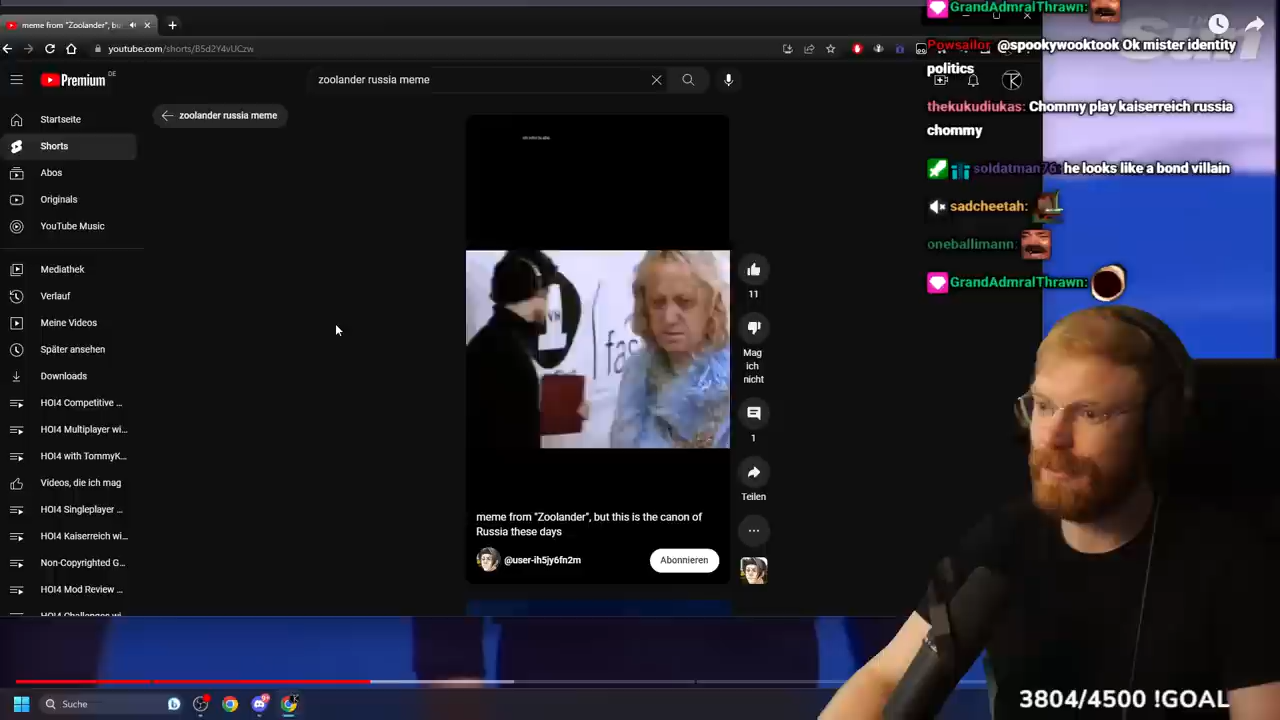 meme from "Zoolander", bu
youtube.com/shorts/B5d2Y4vUCzw
Premium DE
zoolander russia meme
zoolander russia meme
Startseite
Shorts
Abos
Originals
YouTube Music
Mediathek
Verlauf
Meine Videos
Später ansehen
Downloads
HOI4 Competitive ...
HOI4 Multiplayer wi...
HOI4 with TommyK...
Videos, die ich mag
HOI4 Singleplayer ...
HOI4 Kaiserreich wi...
Non-Copyrighted G...
HOI4 Mod Review ...
HOI4 Challenges wi...
11
Mag
ich
nicht
1
Teilen
meme from "Zoolander", but this is the canon of
Russia these days
@user-ih5jy6fn2m
Abonnieren
GrandAdmralThrawn:
Powsailor @spookywooktook Ok mister identity
politics
thekukudiukas: Chommy play kaiserreich russia
chommy
soldatman76: he looks like a bond villain
sadcheetah:
oneballimann:
GrandAdmralThrawn:
Suche
3804/4500 !GOAL